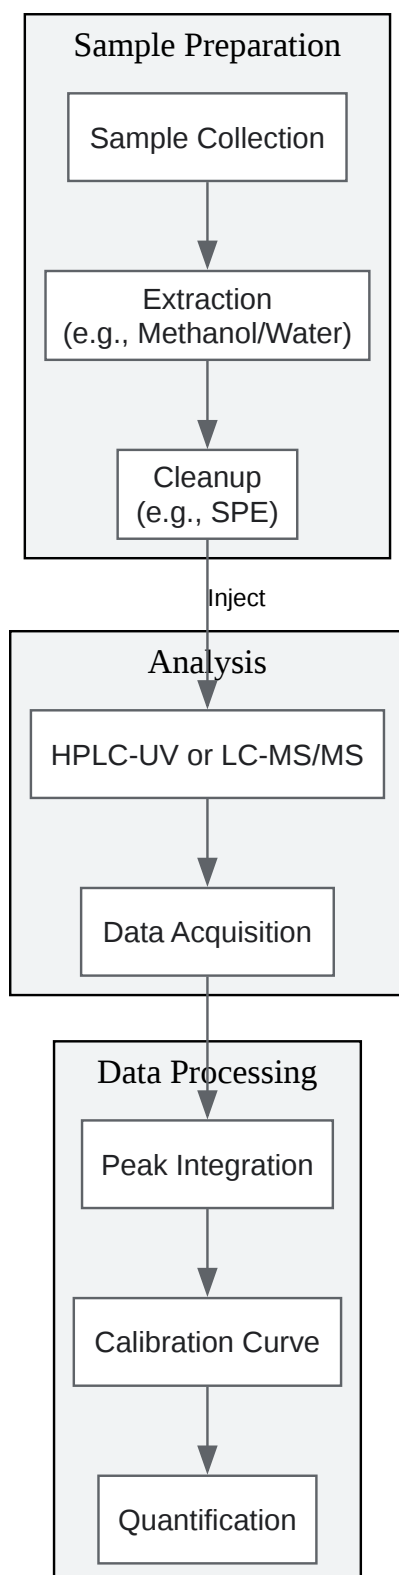 Sample Preparation
Sample Collection
Extraction
(e.g., Methanol/Water)
Cleanup
(e.g., SPE)
Inject
Analysis
HPLC-UV or LC-MS/MS
Data Acquisition
Data Processing
Peak Integration
Calibration Curve
Quantification